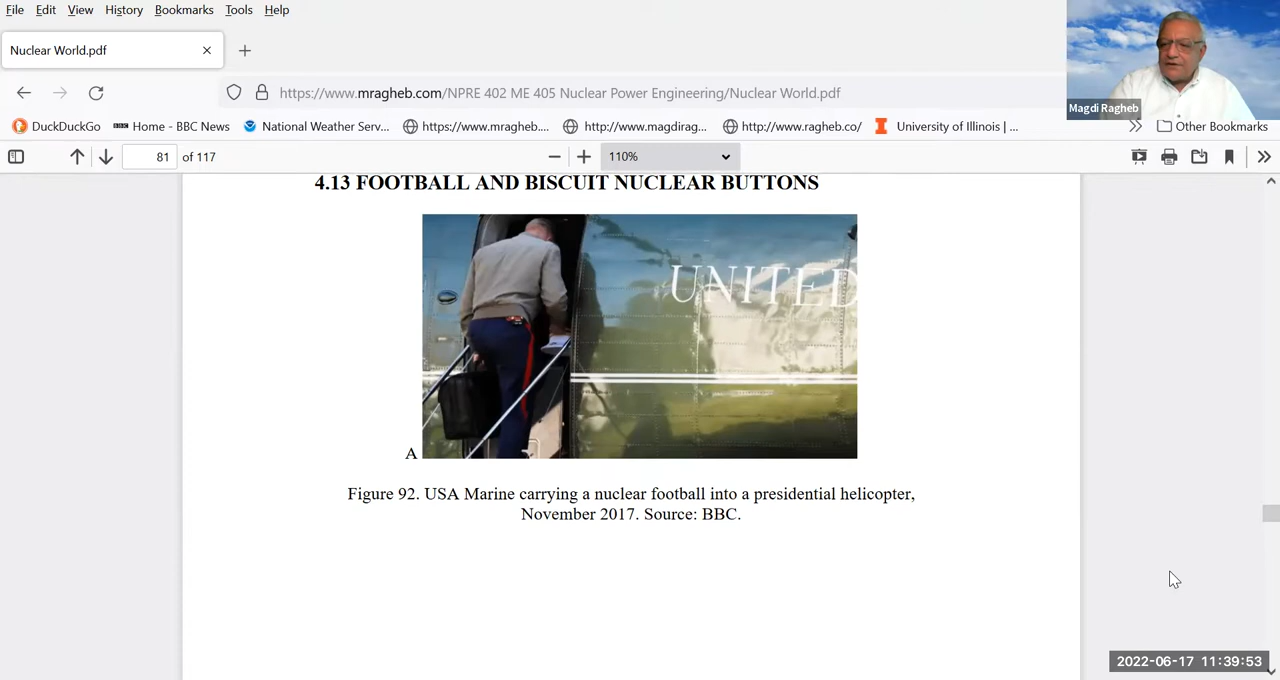 File Edit View History Bookmarks Tools Help
Nuclear World.pdf
https://www.mragheb.com/NPRE 402 ME 405 Nuclear Power Engineering/Nuclear World.pdf
Magdi Ragheb
DuckDuckGo BBC Home - BBC News National Weather Serv... https://www.mragheb.... http://www.magdirag... http://www.ragheb.co/ University of Illinois | ... Other Bookmarks
81 of 117 110%
4.13 FOOTBALL AND BISCUIT NUCLEAR BUTTONS
UNITED
A
Figure 92. USA Marine carrying a nuclear football into a presidential helicopter,
November 2017. Source: BBC.
2022-06-17 11:39:53